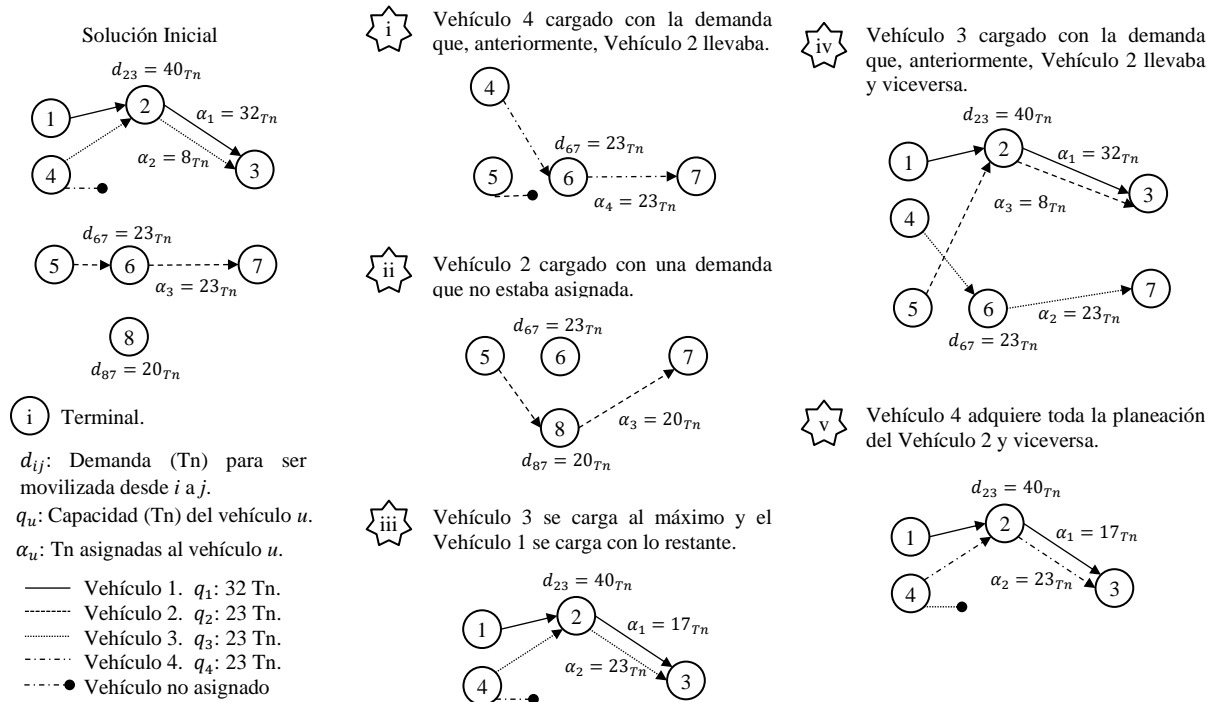 Solución Inicial
d₂₃ = 40Tn
1
2
α₁ = 32Tn
α₂ = 8Tn
4
3
d₆₇ = 23Tn
5
6
7
α₃ = 23Tn
8
d₈₇ = 20Tn
i Terminal.
dᵢⱼ: Demanda (Tn) para ser
movilizada desde i a j.
qᵤ: Capacidad (Tn) del vehículo u.
αᵤ: Tn asignadas al vehículo u.
Vehículo 1. q₁: 32 Tn.
Vehículo 2. q₂: 23 Tn.
Vehículo 3. q₃: 23 Tn.
Vehículo 4. q₄: 23 Tn.
Vehículo no asignado
i
Vehículo 4 cargado con la demanda
que, anteriormente, Vehículo 2 llevaba.
4
d₆₇ = 23Tn
5
6
7
α₄ = 23Tn
ii
Vehículo 2 cargado con una demanda
que no estaba asignada.
d₆₇ = 23Tn
5
6
7
8
α₃ = 20Tn
d₈₇ = 20Tn
iii
Vehículo 3 se carga al máximo y el
Vehículo 1 se carga con lo restante.
d₂₃ = 40Tn
1
2
α₁ = 17Tn
α₂ = 23Tn
4
3
iv
Vehículo 3 cargado con la demanda
que, anteriormente, Vehículo 2 llevaba
y viceversa.
d₂₃ = 40Tn
1
2
α₁ = 32Tn
α₃ = 8Tn
3
4
5
6
7
α₂ = 23Tn
d₆₇ = 23Tn
v
Vehículo 4 adquiere toda la planeación
del Vehículo 2 y viceversa.
d₂₃ = 40Tn
1
2
α₁ = 17Tn
α₂ = 23Tn
4
3